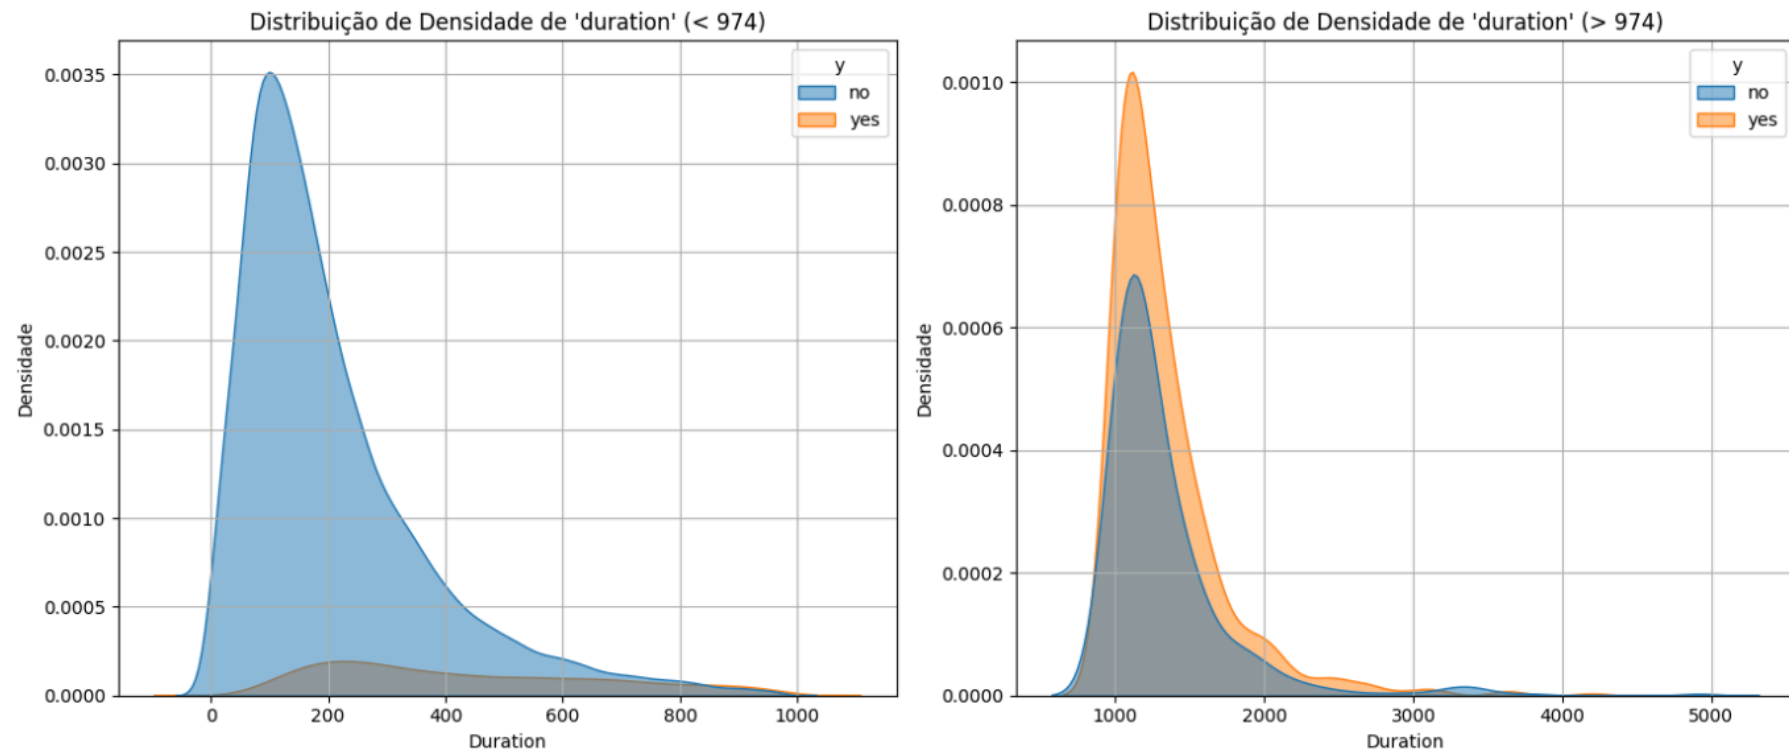 Distribuição de Densidade de 'duration' (< 974)
y
no
yes
0.0035
0.0030
0.0025
0.0020
0.0015
0.0010
0.0005
0.0000
Densidade
0
200
400
600
800
1000
Duration
Distribuição de Densidade de 'duration' (> 974)
y
no
yes
0.0010
0.0008
0.0006
0.0004
0.0002
0.0000
Densidade
1000
2000
3000
4000
5000
Duration